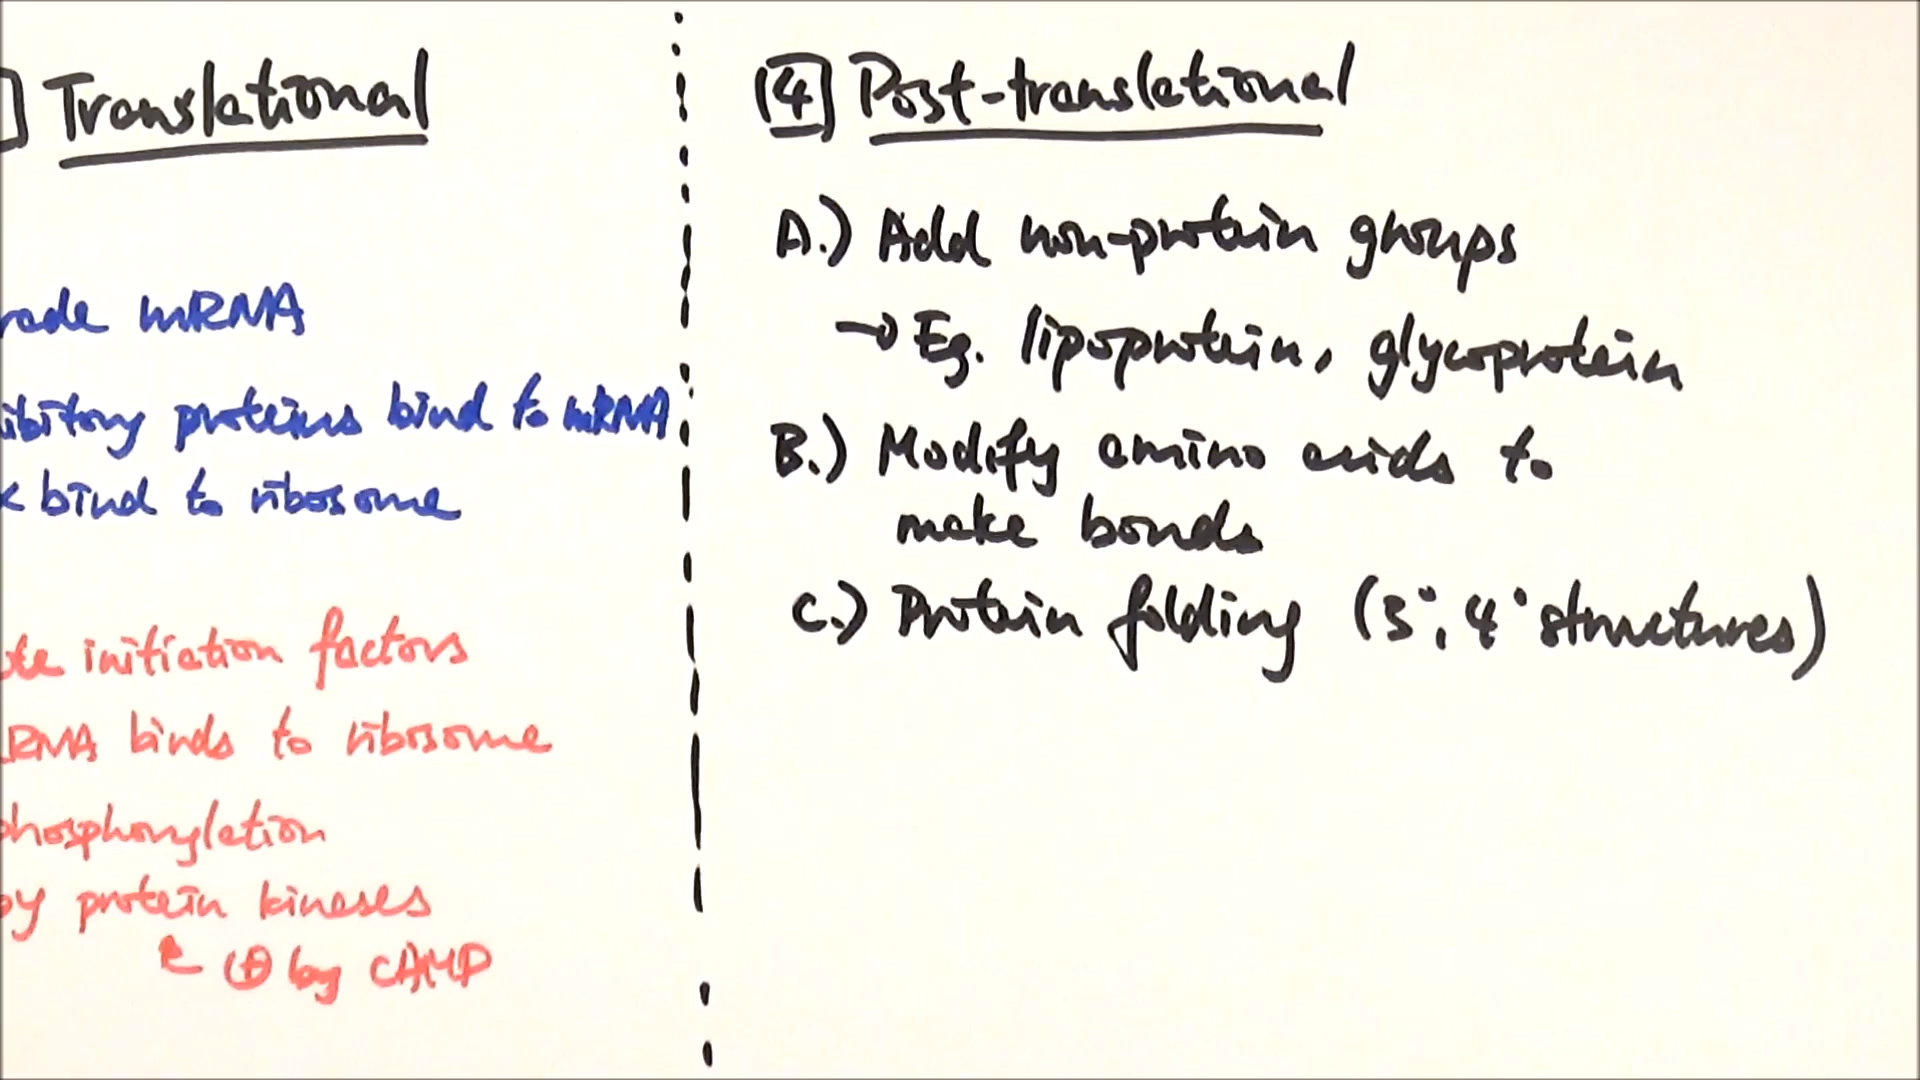 ] Translational
rade mRNA
ibitory proteins bind to mRNA
bind to ribosome
initiation factors
RNA binds to ribosome
phosphorylation
by protein kinases
⊕ by cAMP
[4] Post-translational
A.) Add non-protein groups
→ Eg. lipoprotein, glycoprotein
B.) Modify amino acids to
make bonds
C.) Protein folding (3°, 4° structures)